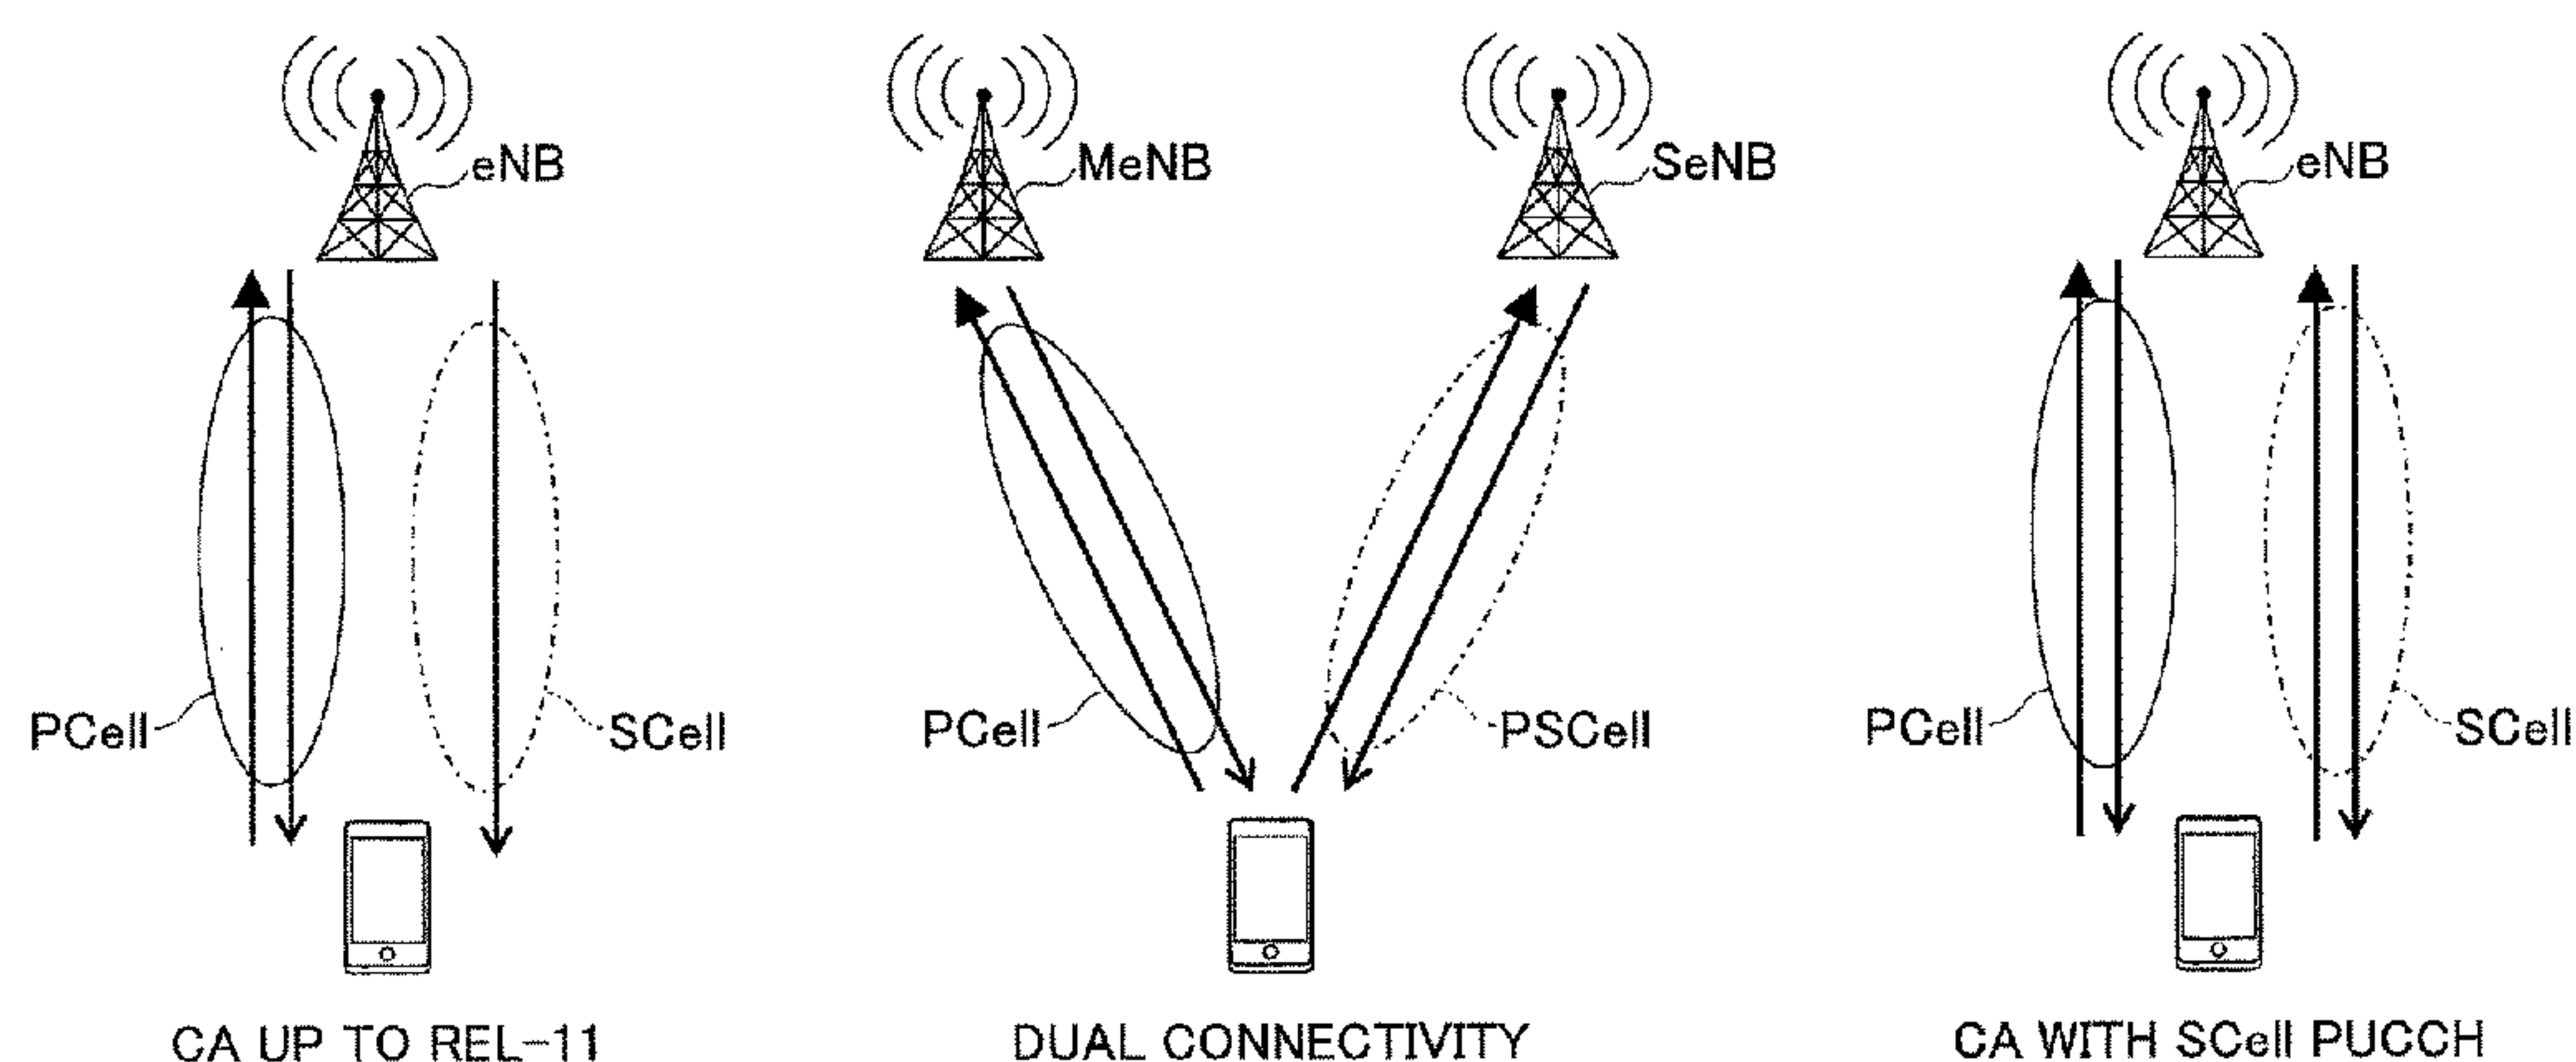 eNB
PCell
SCell
CA UP TO REL-11
MeNB
SeNB
PCell
PSCell
DUAL CONNECTIVITY
eNB
PCell
SCell
CA WITH SCell PUCCH